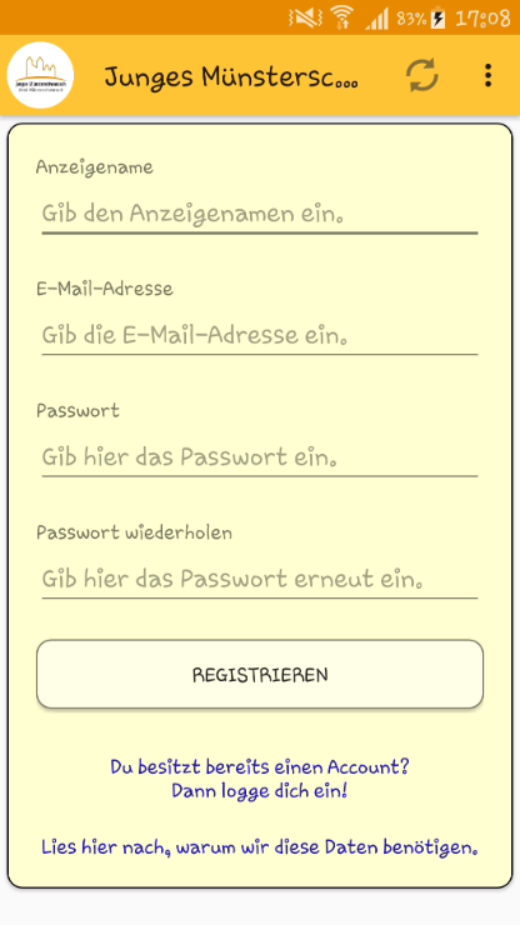 83% 17:08
Junges Münstersc...
Anzeigename
Gib den Anzeigenamen ein.
E-Mail-Adresse
Gib die E-Mail-Adresse ein.
Passwort
Gib hier das Passwort ein.
Passwort wiederholen
Gib hier das Passwort erneut ein.
REGISTRIEREN
Du besitzt bereits einen Account?
Dann logge dich ein!
Lies hier nach, warum wir diese Daten benötigen.